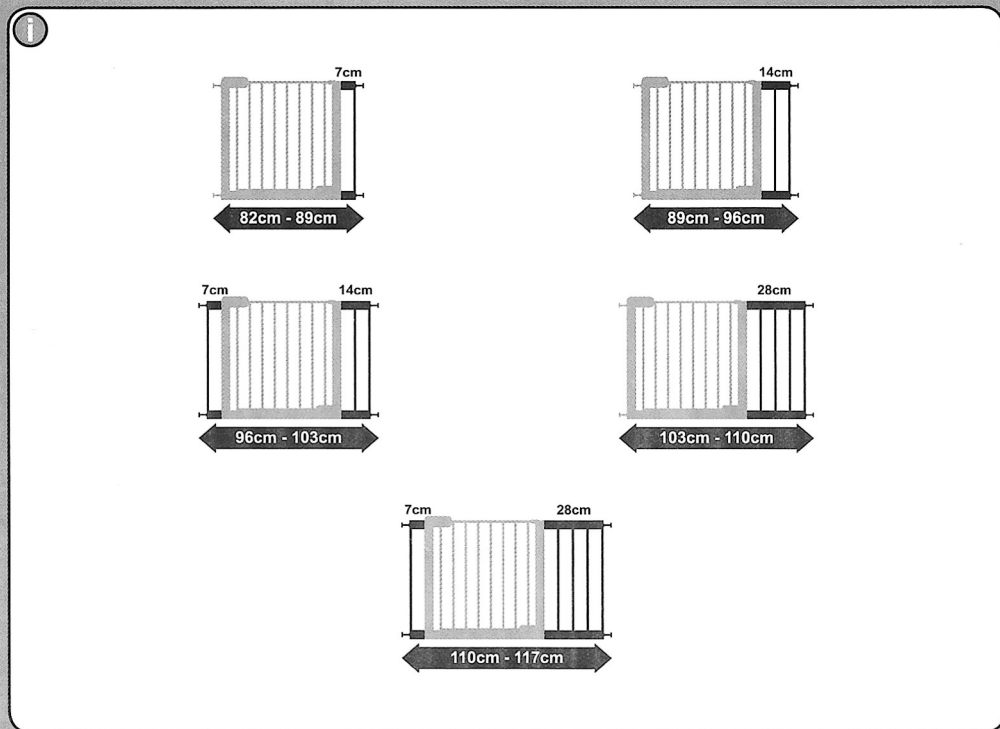 i
7cm
82cm - 89cm
14cm
89cm - 96cm
7cm 14cm
96cm - 103cm
28cm
103cm - 110cm
7cm 28cm
110cm - 117cm